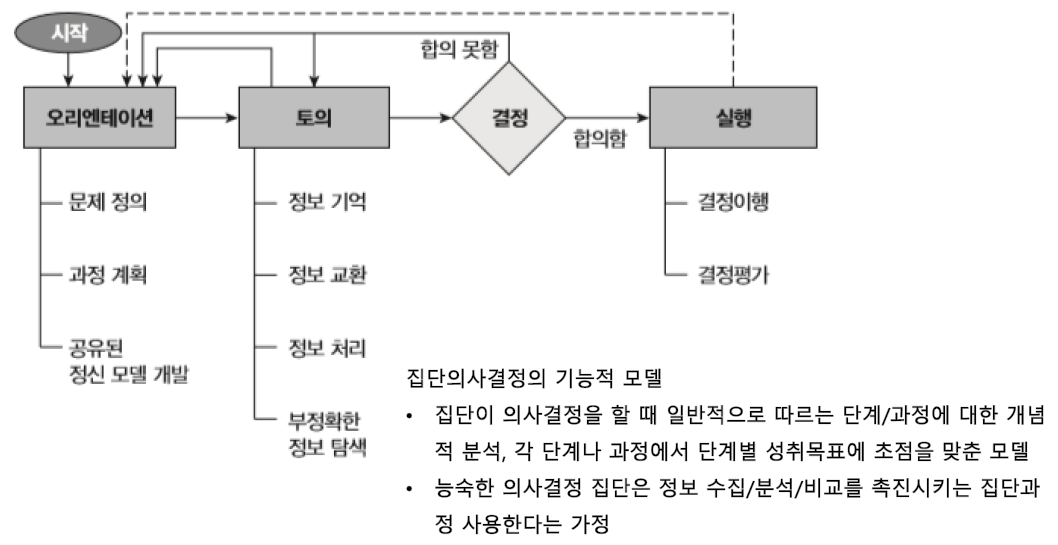 시작
합의 못함
오리엔테이션
토의
결정
실행
합의함
문제 정의
과정 계획
공유된
정신 모델 개발
정보 기억
정보 교환
정보 처리
부정확한
정보 탐색
결정이행
결정평가
집단의사결정의 기능적 모델
• 집단이 의사결정을 할 때 일반적으로 따르는 단계/과정에 대한 개념
적 분석, 각 단계나 과정에서 단계별 성취목표에 초점을 맞춘 모델
• 능숙한 의사결정 집단은 정보 수집/분석/비교를 촉진시키는 집단과
정 사용한다는 가정